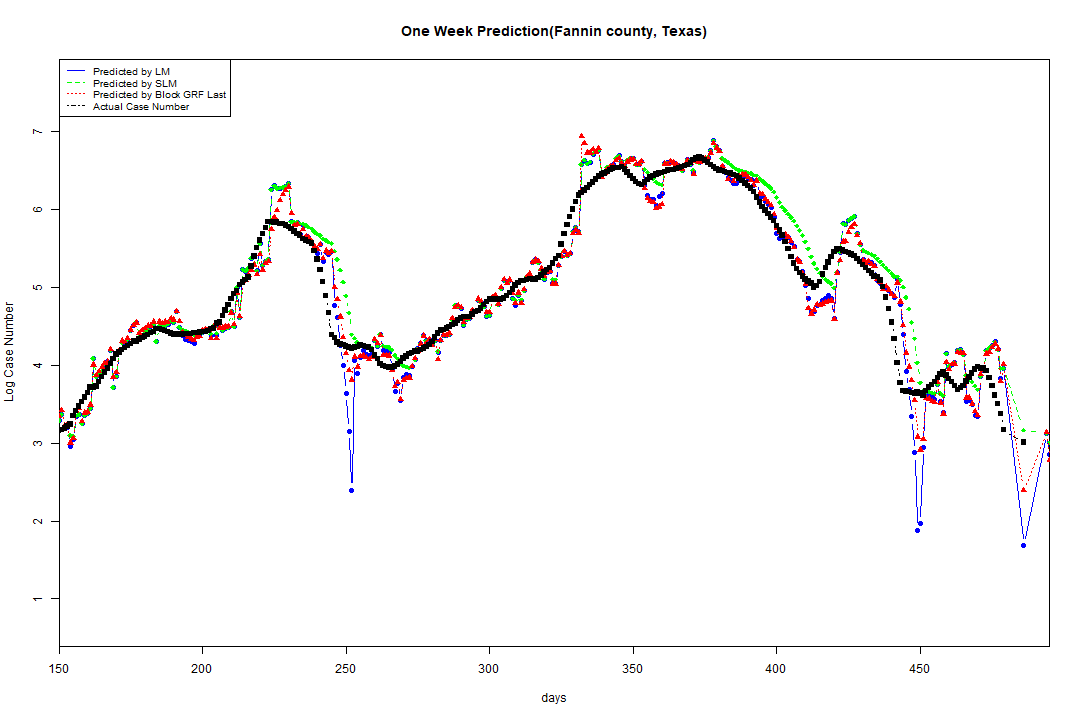 One Week Prediction(Fannin county, Texas)
Predicted by LM
Predicted by SLM
Predicted by Block GRF Last
Actual Case Number
7
6
5
4
3
2
1
Log Case Number
150 200 250 300 350 400 450
days